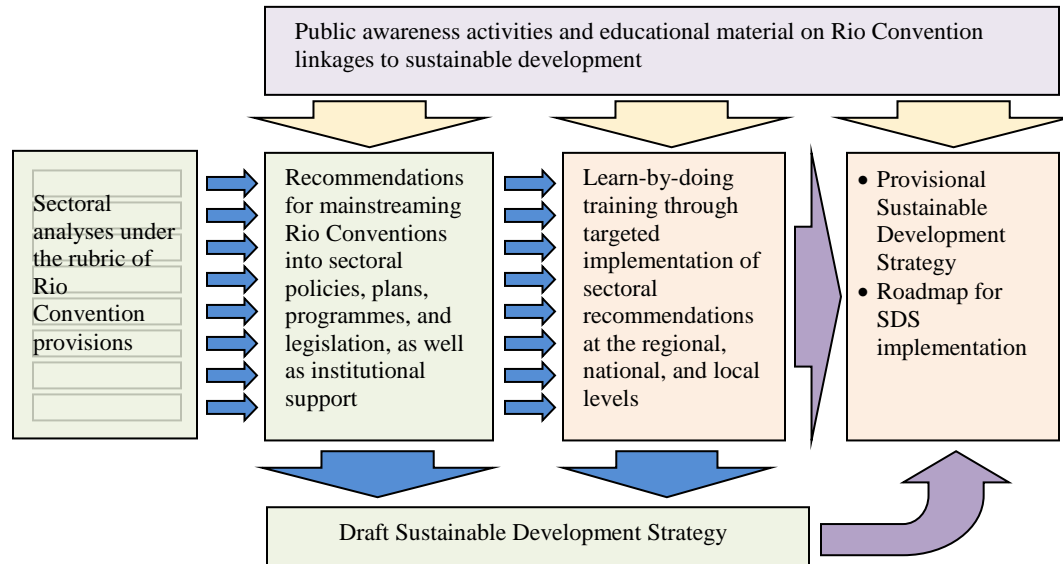 Public awareness activities and educational material on Rio Convention
linkages to sustainable development
Sectoral
analyses under
the rubric of
Rio
Convention
provisions
Recommendations
for mainstreaming
Rio Conventions
into sectoral
policies, plans,
programmes, and
legislation, as well
as institutional
support
Learn-by-doing
training through
targeted
implementation of
sectoral
recommendations
at the regional,
national, and local
levels
• Provisional
Sustainable
Development
Strategy
• Roadmap for
SDS
implementation
Draft Sustainable Development Strategy